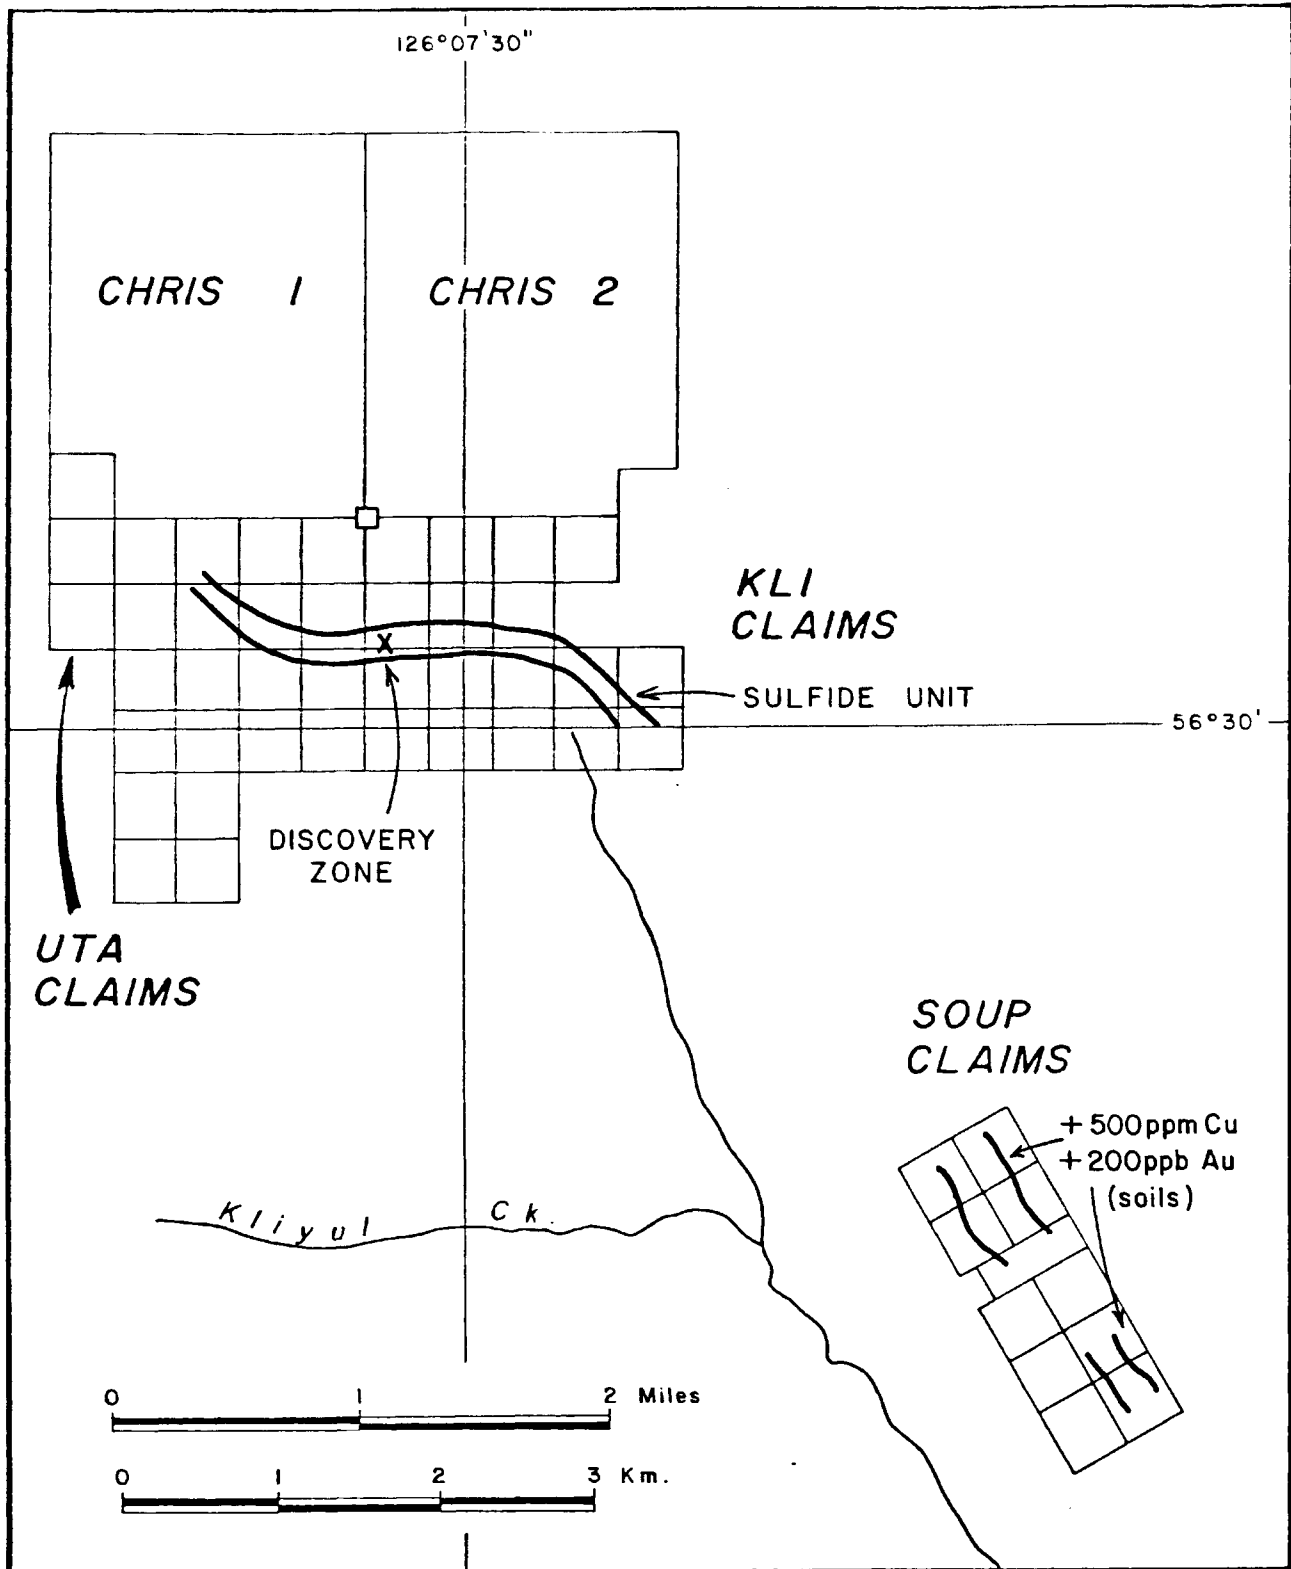 126°07'30"
CHRIS 1
CHRIS 2
KLI
CLAIMS
X
SULFIDE UNIT
56°30'
DISCOVERY
ZONE
UTA
CLAIMS
SOUP
CLAIMS
+500ppm Cu
+200ppb Au
(soils)
Kliyul Ck.
0 1 2 Miles
0 1 2 3 Km.